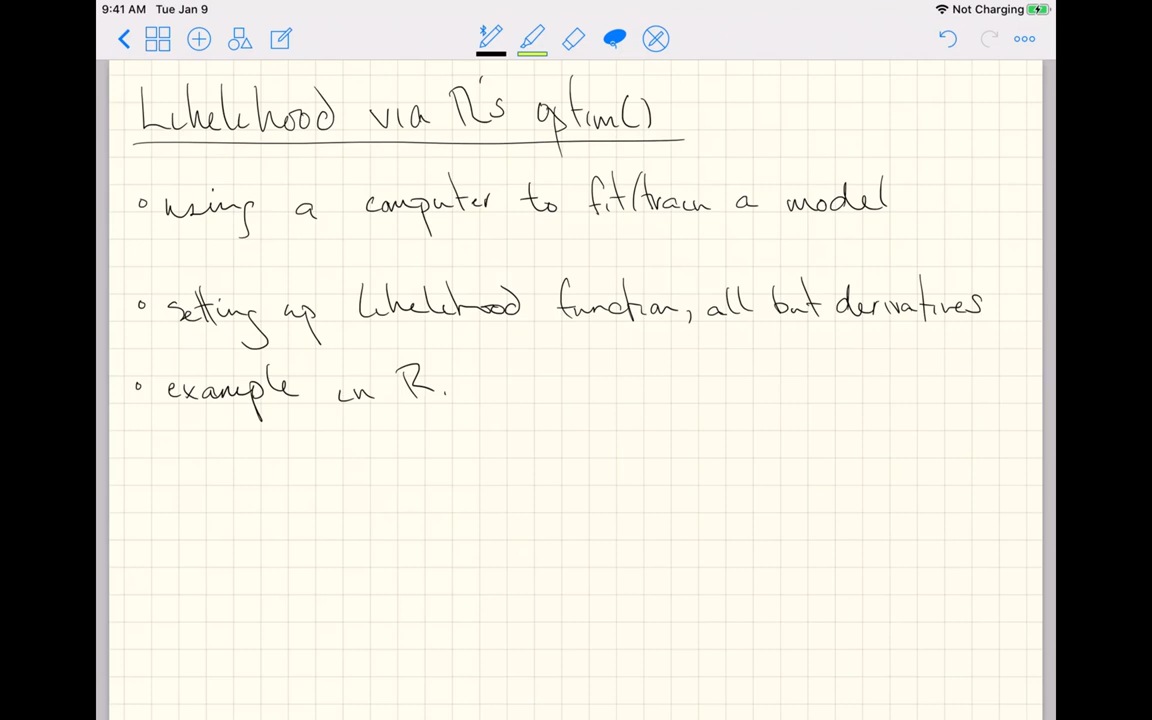 9:41 AM Tue Jan 9
Not Charging
Likelihood via R's optim()
• using a computer to fit/train a model
• setting up likelihood function, all but derivatives
• example in R.